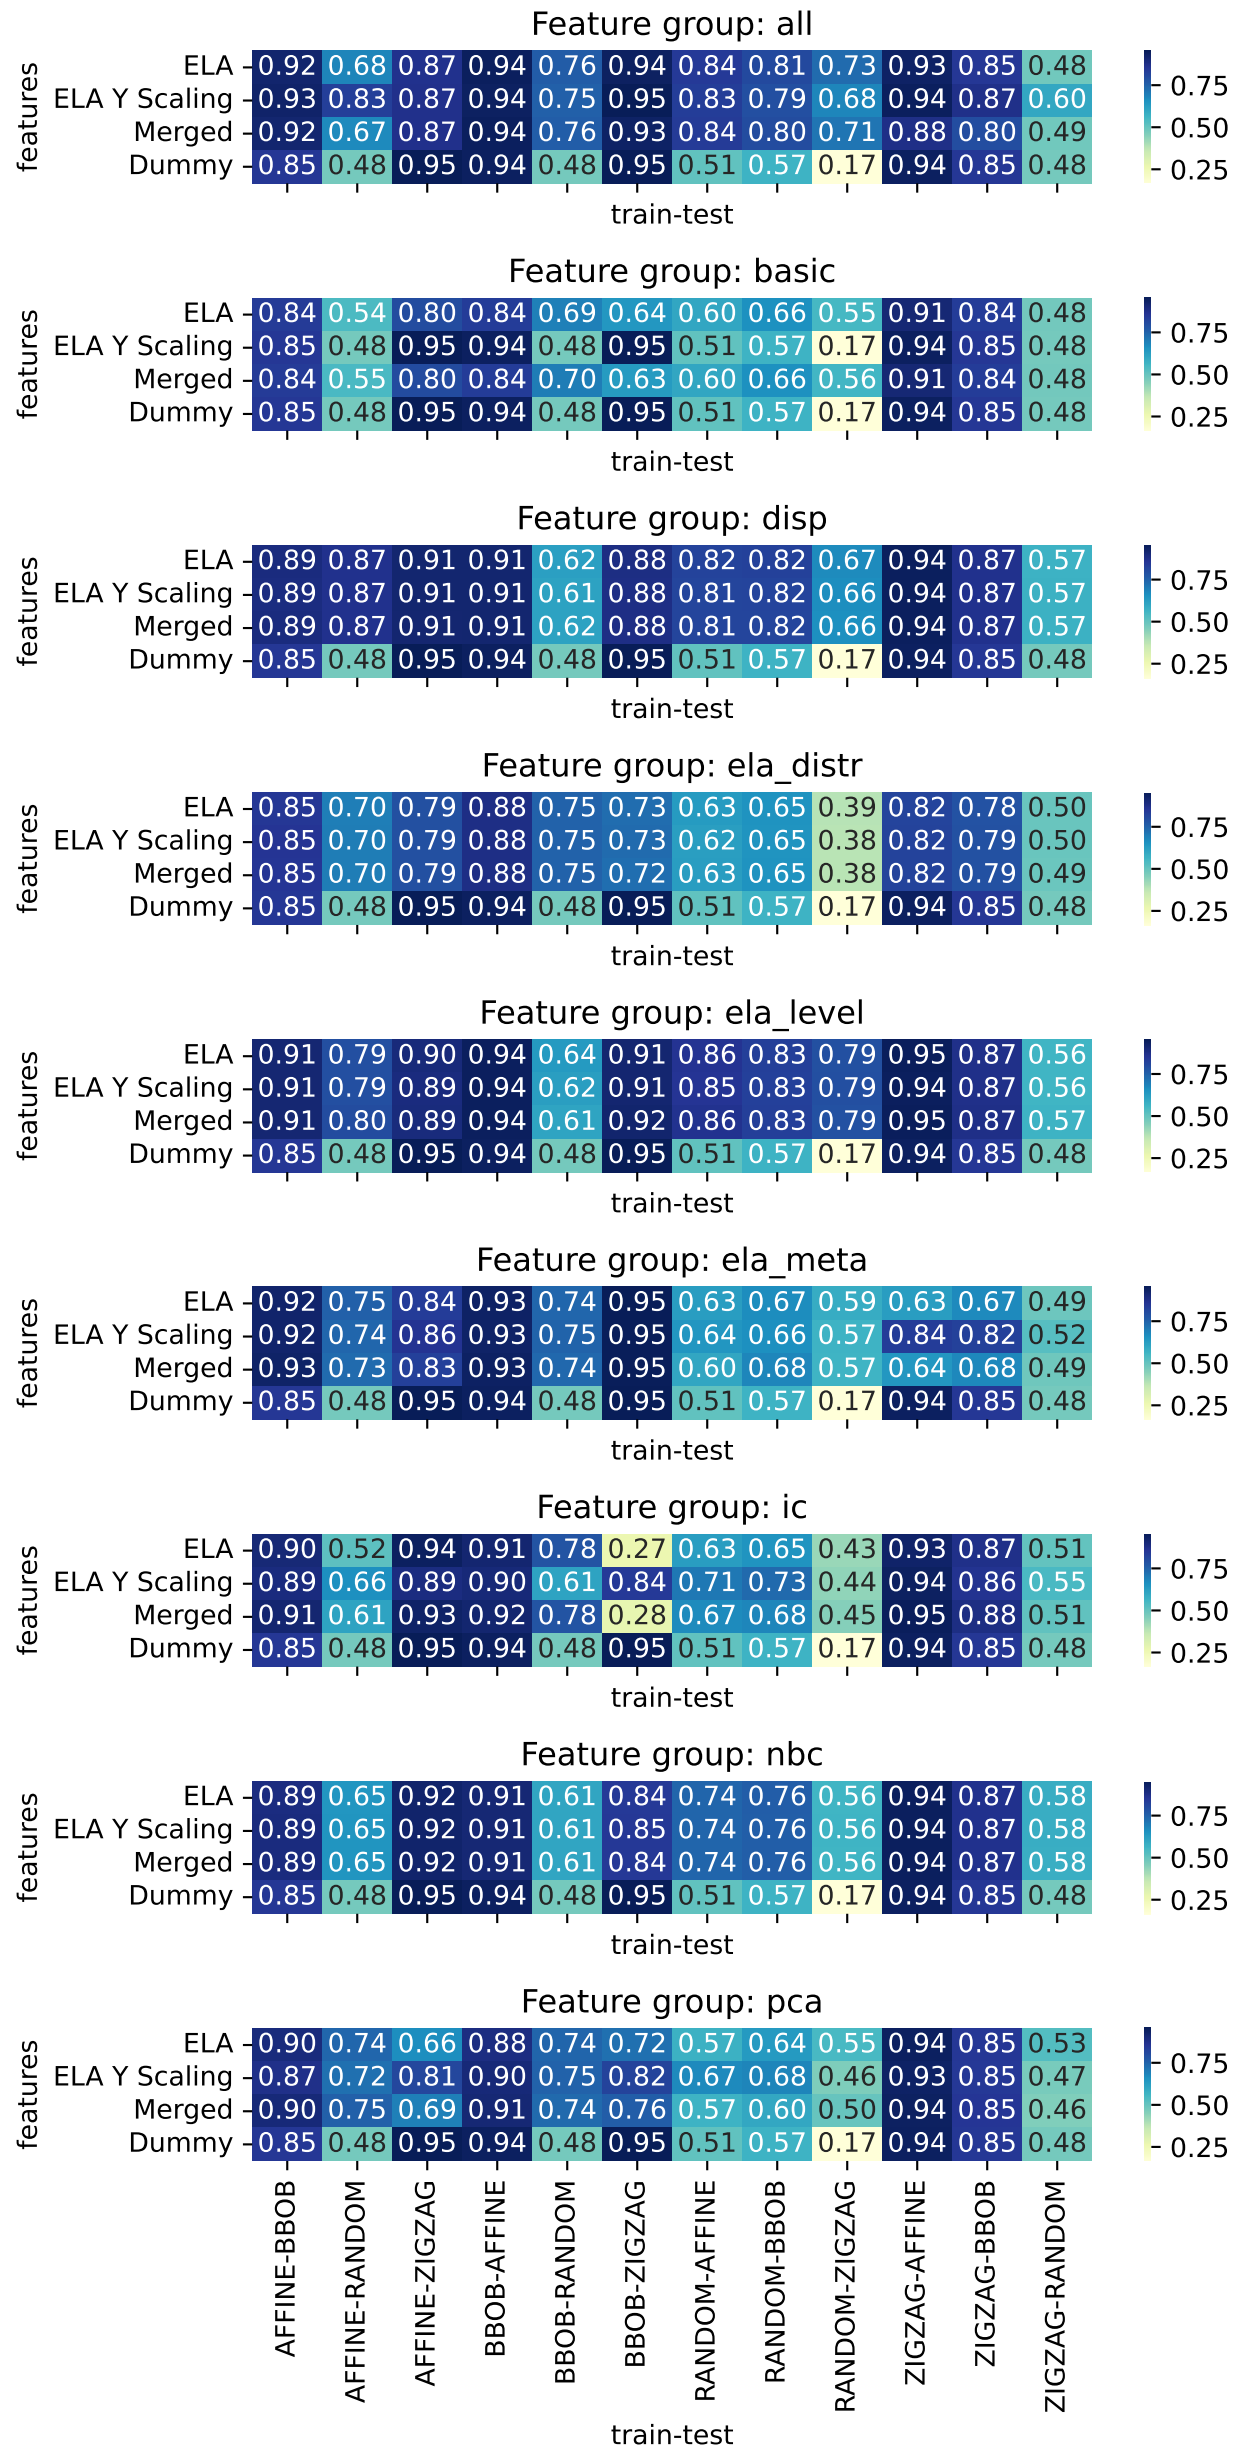 Feature group: all
features
ELA 0.92 0.68 0.87 0.94 0.76 0.94 0.84 0.81 0.73 0.93 0.85 0.48
ELA Y Scaling 0.93 0.83 0.87 0.94 0.75 0.95 0.83 0.79 0.68 0.94 0.87 0.60
Merged 0.92 0.67 0.87 0.94 0.76 0.93 0.84 0.80 0.71 0.88 0.80 0.49
Dummy 0.85 0.48 0.95 0.94 0.48 0.95 0.51 0.57 0.17 0.94 0.85 0.48
0.75
0.50
0.25
train-test
Feature group: basic
features
ELA 0.84 0.54 0.80 0.84 0.69 0.64 0.60 0.66 0.55 0.91 0.84 0.48
ELA Y Scaling 0.85 0.48 0.95 0.94 0.48 0.95 0.51 0.57 0.17 0.94 0.85 0.48
Merged 0.84 0.55 0.80 0.84 0.70 0.63 0.60 0.66 0.56 0.91 0.84 0.48
Dummy 0.85 0.48 0.95 0.94 0.48 0.95 0.51 0.57 0.17 0.94 0.85 0.48
0.75
0.50
0.25
train-test
Feature group: disp
features
ELA 0.89 0.87 0.91 0.91 0.62 0.88 0.82 0.82 0.67 0.94 0.87 0.57
ELA Y Scaling 0.89 0.87 0.91 0.91 0.61 0.88 0.81 0.82 0.66 0.94 0.87 0.57
Merged 0.89 0.87 0.91 0.91 0.62 0.88 0.81 0.82 0.66 0.94 0.87 0.57
Dummy 0.85 0.48 0.95 0.94 0.48 0.95 0.51 0.57 0.17 0.94 0.85 0.48
0.75
0.50
0.25
train-test
Feature group: ela_distr
features
ELA 0.85 0.70 0.79 0.88 0.75 0.73 0.63 0.65 0.39 0.82 0.78 0.50
ELA Y Scaling 0.85 0.70 0.79 0.88 0.75 0.73 0.62 0.65 0.38 0.82 0.79 0.50
Merged 0.85 0.70 0.79 0.88 0.75 0.72 0.63 0.65 0.38 0.82 0.79 0.49
Dummy 0.85 0.48 0.95 0.94 0.48 0.95 0.51 0.57 0.17 0.94 0.85 0.48
0.75
0.50
0.25
train-test
Feature group: ela_level
features
ELA 0.91 0.79 0.90 0.94 0.64 0.91 0.86 0.83 0.79 0.95 0.87 0.56
ELA Y Scaling 0.91 0.79 0.89 0.94 0.62 0.91 0.85 0.83 0.79 0.94 0.87 0.56
Merged 0.91 0.80 0.89 0.94 0.61 0.92 0.86 0.83 0.79 0.95 0.87 0.57
Dummy 0.85 0.48 0.95 0.94 0.48 0.95 0.51 0.57 0.17 0.94 0.85 0.48
0.75
0.50
0.25
train-test
Feature group: ela_meta
features
ELA 0.92 0.75 0.84 0.93 0.74 0.95 0.63 0.67 0.59 0.63 0.67 0.49
ELA Y Scaling 0.92 0.74 0.86 0.93 0.75 0.95 0.64 0.66 0.57 0.84 0.82 0.52
Merged 0.93 0.73 0.83 0.93 0.74 0.95 0.60 0.68 0.57 0.64 0.68 0.49
Dummy 0.85 0.48 0.95 0.94 0.48 0.95 0.51 0.57 0.17 0.94 0.85 0.48
0.75
0.50
0.25
train-test
Feature group: ic
features
ELA 0.90 0.52 0.94 0.91 0.78 0.27 0.63 0.65 0.43 0.93 0.87 0.51
ELA Y Scaling 0.89 0.66 0.89 0.90 0.61 0.84 0.71 0.73 0.44 0.94 0.86 0.55
Merged 0.91 0.61 0.93 0.92 0.78 0.28 0.67 0.68 0.45 0.95 0.88 0.51
Dummy 0.85 0.48 0.95 0.94 0.48 0.95 0.51 0.57 0.17 0.94 0.85 0.48
0.75
0.50
0.25
train-test
Feature group: nbc
features
ELA 0.89 0.65 0.92 0.91 0.61 0.84 0.74 0.76 0.56 0.94 0.87 0.58
ELA Y Scaling 0.89 0.65 0.92 0.91 0.61 0.85 0.74 0.76 0.56 0.94 0.87 0.58
Merged 0.89 0.65 0.92 0.91 0.61 0.84 0.74 0.76 0.56 0.94 0.87 0.58
Dummy 0.85 0.48 0.95 0.94 0.48 0.95 0.51 0.57 0.17 0.94 0.85 0.48
0.75
0.50
0.25
train-test
Feature group: pca
features
ELA 0.90 0.74 0.66 0.88 0.74 0.72 0.57 0.64 0.55 0.94 0.85 0.53
ELA Y Scaling 0.87 0.72 0.81 0.90 0.75 0.82 0.67 0.68 0.46 0.93 0.85 0.47
Merged 0.90 0.75 0.69 0.91 0.74 0.76 0.57 0.60 0.50 0.94 0.85 0.46
Dummy 0.85 0.48 0.95 0.94 0.48 0.95 0.51 0.57 0.17 0.94 0.85 0.48
0.75
0.50
0.25
AFFINE-BBOB
AFFINE-RANDOM
AFFINE-ZIGZAG
BBOB-AFFINE
BBOB-RANDOM
BBOB-ZIGZAG
RANDOM-AFFINE
RANDOM-BBOB
RANDOM-ZIGZAG
ZIGZAG-AFFINE
ZIGZAG-BBOB
ZIGZAG-RANDOM
train-test